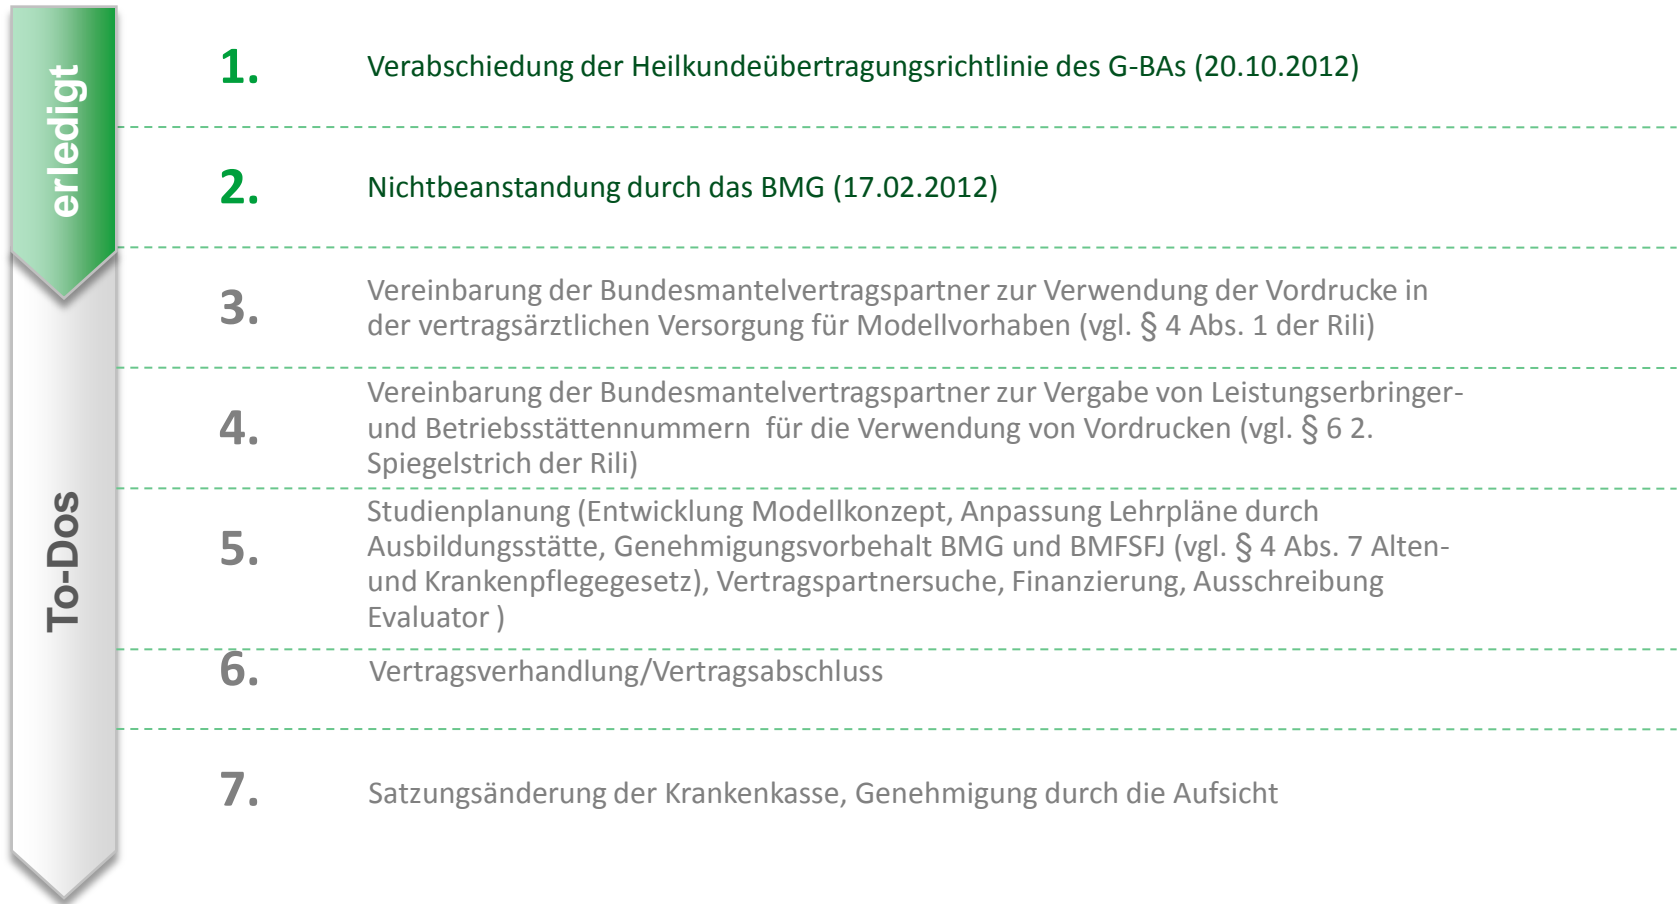 erledigt
1. Verabschiedung der Heilkundeübertragungsrichtlinie des G-BAs (20.10.2012)
2. Nichtbeanstandung durch das BMG (17.02.2012)
To-Dos
3. Vereinbarung der Bundesmantelvertragspartner zur Verwendung der Vordrucke in
der vertragsärztlichen Versorgung für Modellvorhaben (vgl. § 4 Abs. 1 der Rili)
4. Vereinbarung der Bundesmantelvertragspartner zur Vergabe von Leistungserbringer-
und Betriebsstättennummern  für die Verwendung von Vordrucken (vgl. § 6 2.
Spiegelstrich der Rili)
5. Studienplanung (Entwicklung Modellkonzept, Anpassung Lehrpläne durch
Ausbildungsstätte, Genehmigungsvorbehalt BMG und BMFSFJ (vgl. § 4 Abs. 7 Alten-
und Krankenpflegegesetz), Vertragspartnersuche, Finanzierung, Ausschreibung
Evaluator )
6. Vertragsverhandlung/Vertragsabschluss
7. Satzungsänderung der Krankenkasse, Genehmigung durch die Aufsicht